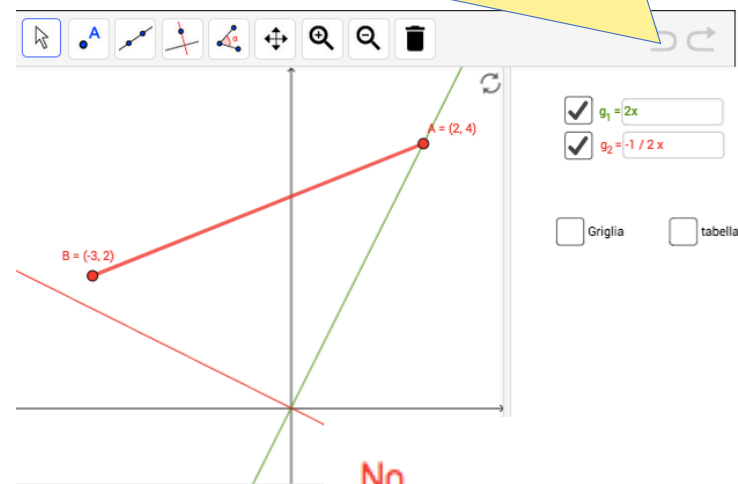 A
α
A = (2, 4)
g1 = 2x
g2 = -1 / 2 x
Griglia
tabella
B = (-3, 2)
No